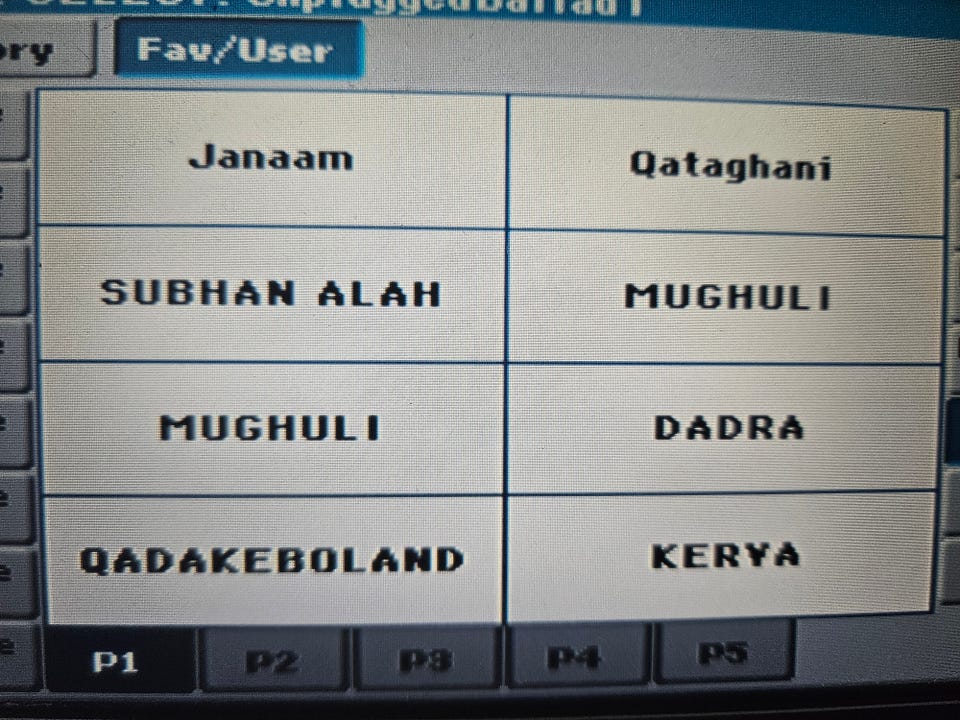 Fav/User
Janaam
Qataghani
SUBHAN ALAH
MUGHULI
MUGHULI
DADRA
QADAKEBOLAND
KERYA
P1
P2
P3
P4
P5